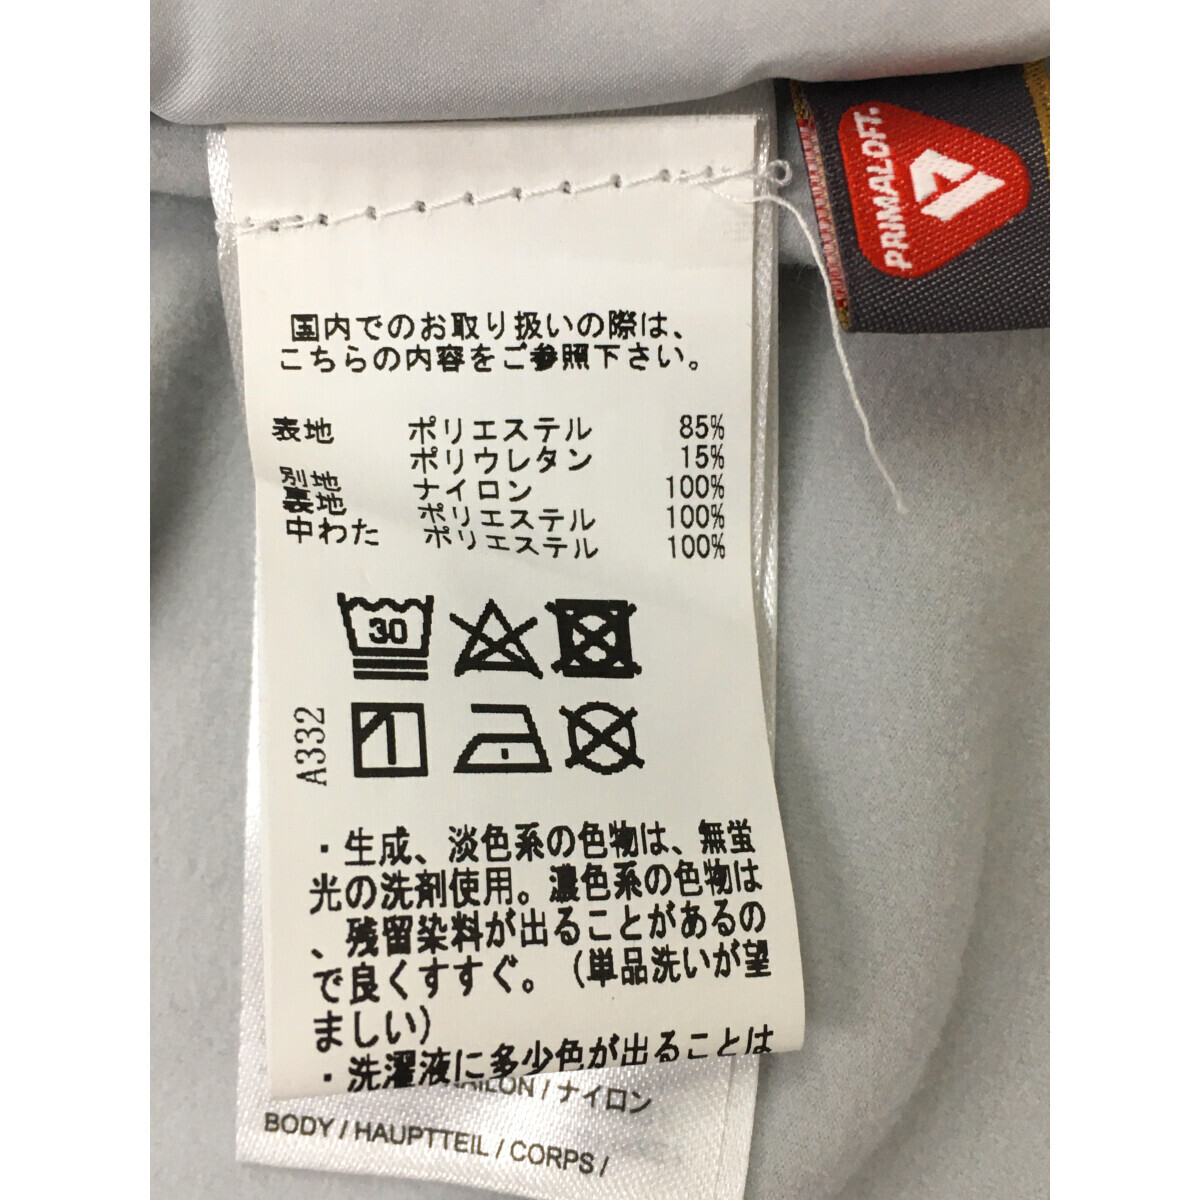 PRIMALOFT.
国内でのお取り扱いの際は、
こちらの内容をご参照下さい。
表地 ポリエステル 85%
ポリウレタン 15%
別地 ナイロン 100%
裏地 ポリエステル 100%
中わた ポリエステル 100%
30
A332
・生成、淡色系の色物は、無蛍
光の洗剤使用。濃色系の色物は
、残留染料が出ることがあるの
で良くすすぐ。(単品洗いが望
ましい)
・洗濯液に多少色が出ることは
/ ナイロン
BODY / HAUPTTEIL / CORPS /